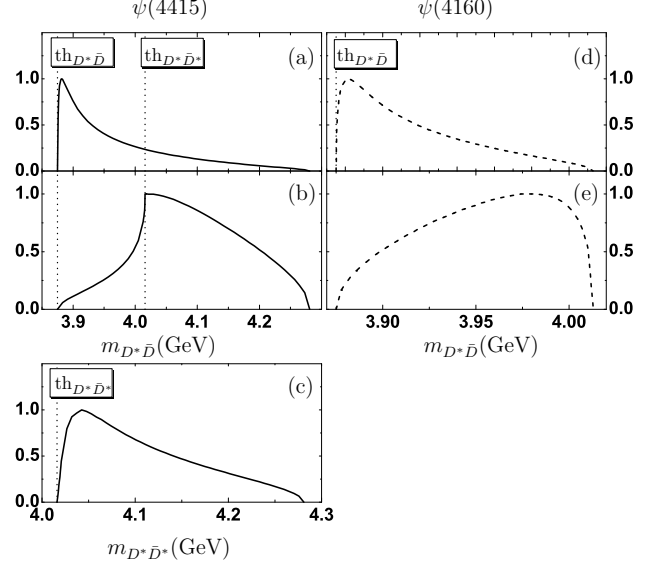 ψ(4415) ψ(4160)
th_{D*D̄} th_{D*D̄*} (a) th_{D*D̄} (d)
1.0 1.0
0.5 0.5
0.0 0.0
(b) (e)
1.0 1.0
0.5 0.5
0.0 0.0
3.9 4.0 4.1 4.2 3.90 3.95 4.00
m_{D*D̄}(GeV) m_{D*D̄}(GeV)
th_{D*D̄*} (c)
1.0
0.5
0.0
4.0 4.1 4.2 4.3
m_{D*D̄*}(GeV)